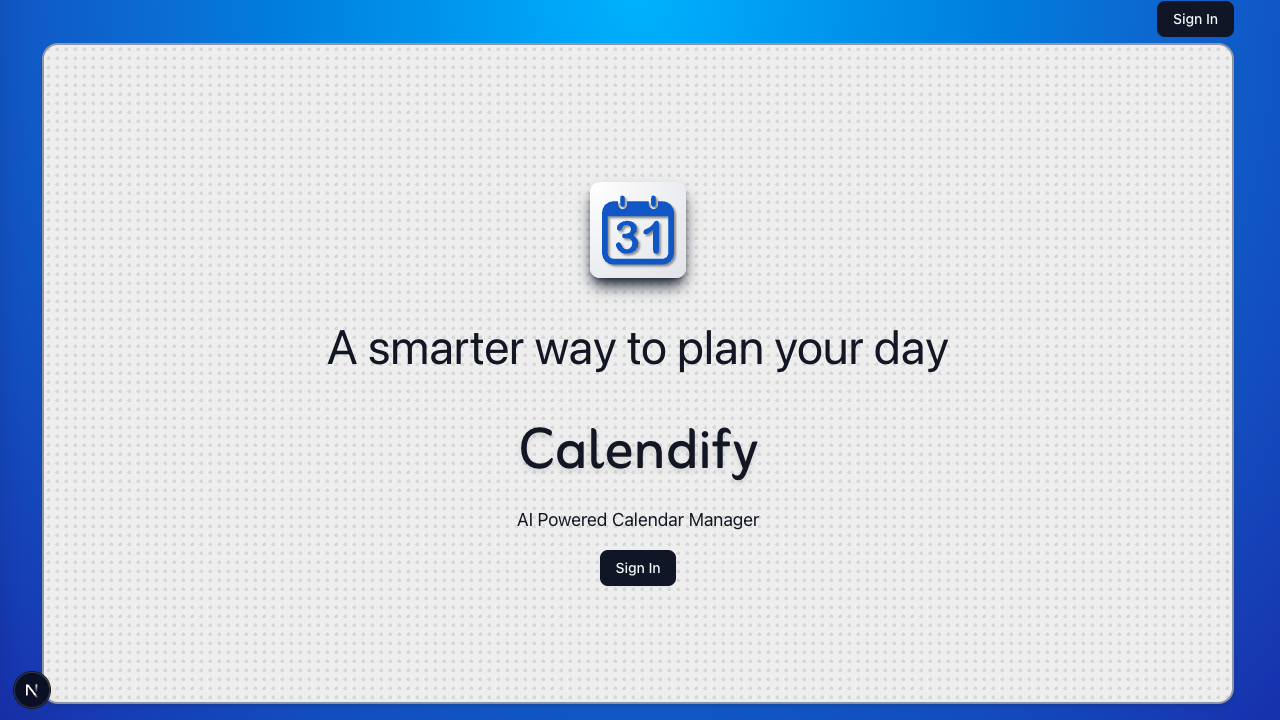 Sign In
31
A smarter way to plan your day
Calendify
AI Powered Calendar Manager
Sign In
N